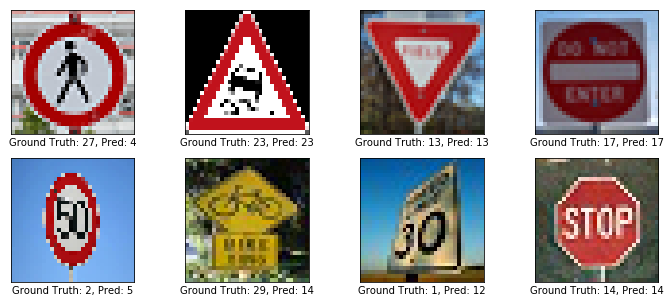 Ground Truth: 27, Pred: 4
Ground Truth: 23, Pred: 23
YIELD
Ground Truth: 13, Pred: 13
DO NOT
ENTER
Ground Truth: 17, Pred: 17
50
Ground Truth: 2, Pred: 5
BIKE
Ground Truth: 29, Pred: 14
30
Ground Truth: 1, Pred: 12
STOP
Ground Truth: 14, Pred: 14